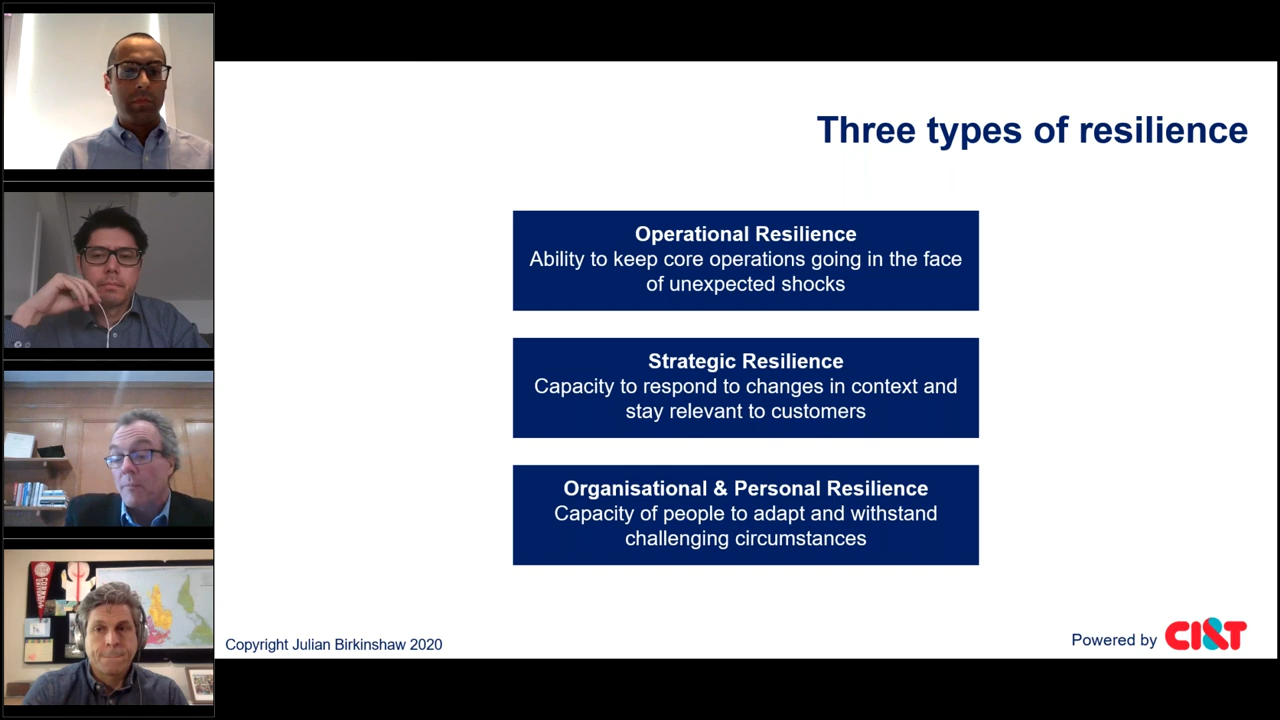 Three types of resilience
Operational Resilience
Ability to keep core operations going in the face
of unexpected shocks
Strategic Resilience
Capacity to respond to changes in context and
stay relevant to customers
Organisational & Personal Resilience
Capacity of people to adapt and withstand
challenging circumstances
Copyright Julian Birkinshaw 2020
Powered by CI&T